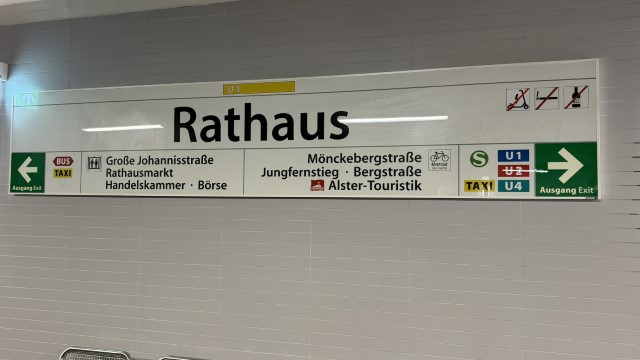 U3
Rathaus
Ausgang Exit
BUS
TAXI
Große Johannisstraße
Rathausmarkt
Handelskammer · Börse
Mönckebergstraße
Jungfernstieg · Bergstraße
Alster-Touristik
S
U1
U2
TAXI
U4
Ausgang Exit